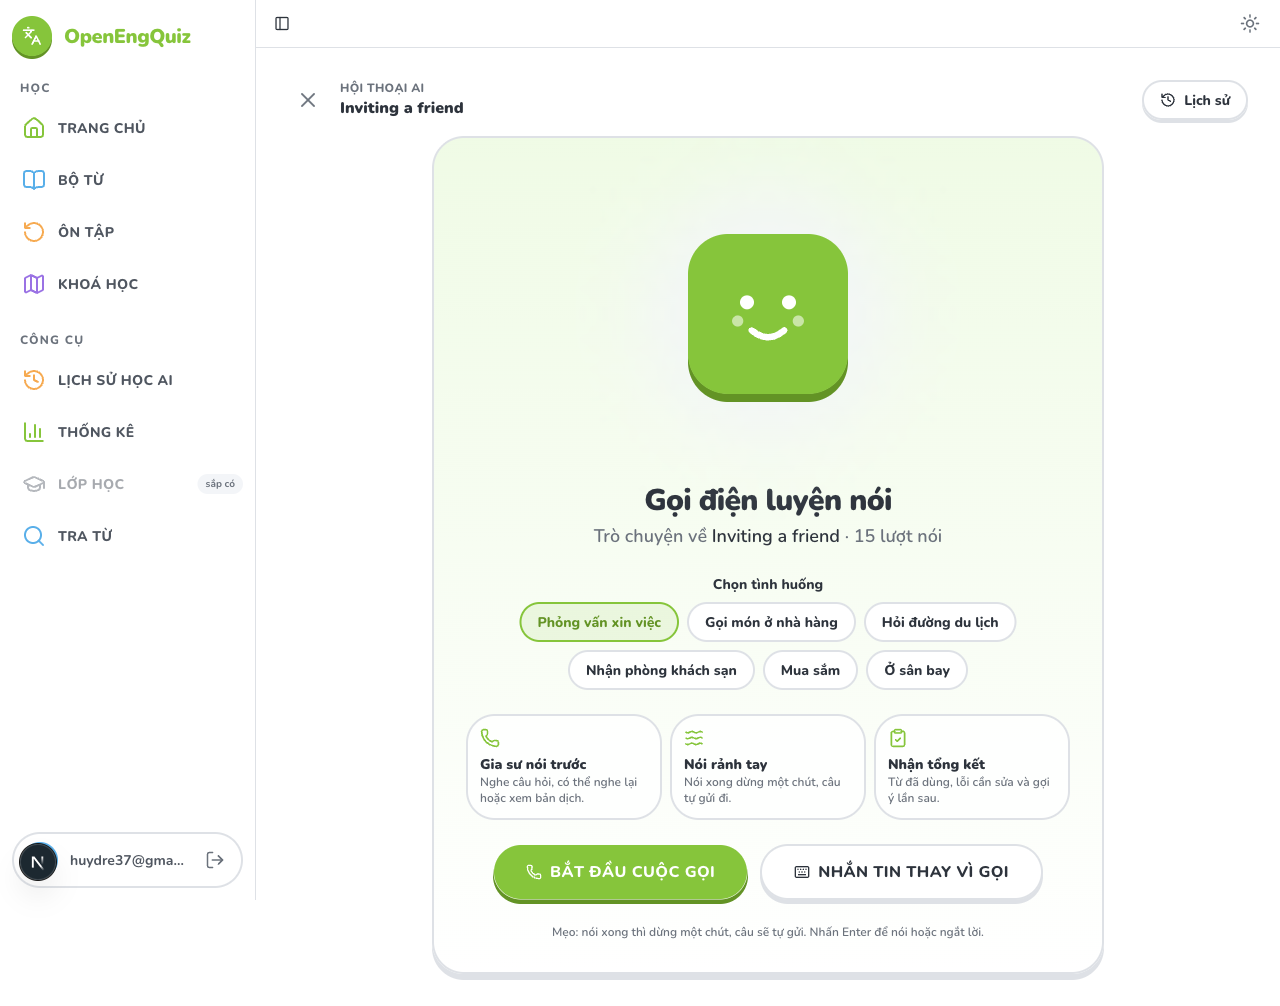 OpenEngQuiz
HỌC
TRANG CHỦ
BỘ TỪ
ÔN TẬP
KHOÁ HỌC
CÔNG CỤ
LỊCH SỬ HỌC AI
THỐNG KÊ
LỚP HỌC
sắp có
TRA TỪ
N
huydre37@gma...
HỘI THOẠI AI
Inviting a friend
Lịch sử
Gọi điện luyện nói
Trò chuyện về Inviting a friend · 15 lượt nói
Chọn tình huống
Phỏng vấn xin việc
Gọi món ở nhà hàng
Hỏi đường du lịch
Nhận phòng khách sạn
Mua sắm
Ở sân bay
Gia sư nói trước
Nghe câu hỏi, có thể nghe lại
hoặc xem bản dịch.
Nói rảnh tay
Nói xong dừng một chút, câu
tự gửi đi.
Nhận tổng kết
Từ đã dùng, lỗi cần sửa và gợi
ý lần sau.
BẮT ĐẦU CUỘC GỌI
NHẮN TIN THAY VÌ GỌI
Mẹo: nói xong thì dừng một chút, câu sẽ tự gửi. Nhấn Enter để nói hoặc ngắt lời.